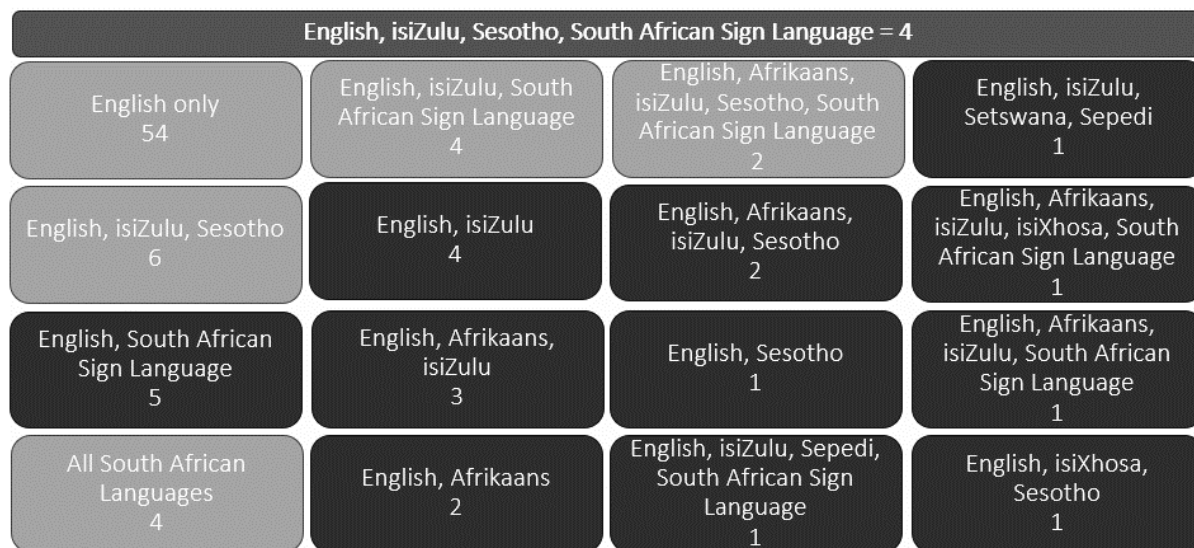 English, isiZulu, Sesotho, South African Sign Language = 4
English only
54
English, isiZulu, South
African Sign Language
4
English, Afrikaans,
isiZulu, Sesotho, South
African Sign Language
2
English, isiZulu,
Setswana, Sepedi
1
English, isiZulu, Sesotho
6
English, isiZulu
4
English, Afrikaans,
isiZulu, Sesotho
2
English, Afrikaans,
isiZulu, isiXhosa, South
African Sign Language
1
English, South African
Sign Language
5
English, Afrikaans,
isiZulu
3
English, Sesotho
1
English, Afrikaans,
isiZulu, South African
Sign Language
1
All South African
Languages
4
English, Afrikaans
2
English, isiZulu, Sepedi,
South African Sign
Language
1
English, isiXhosa,
Sesotho
1